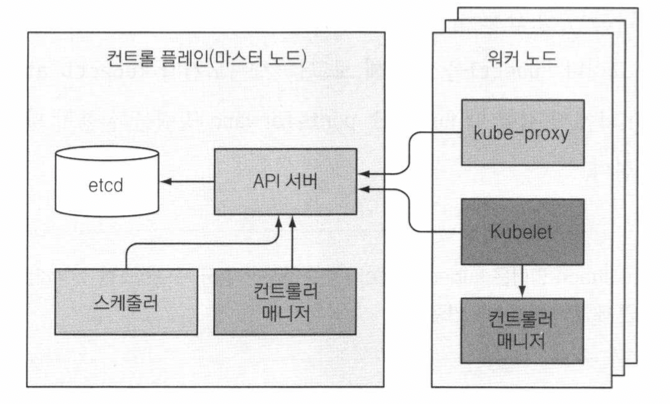 컨트롤 플레인(마스터 노드)
etcd
API 서버
스케줄러
컨트롤러
매니저
워커 노드
kube-proxy
Kubelet
컨트롤러
매니저